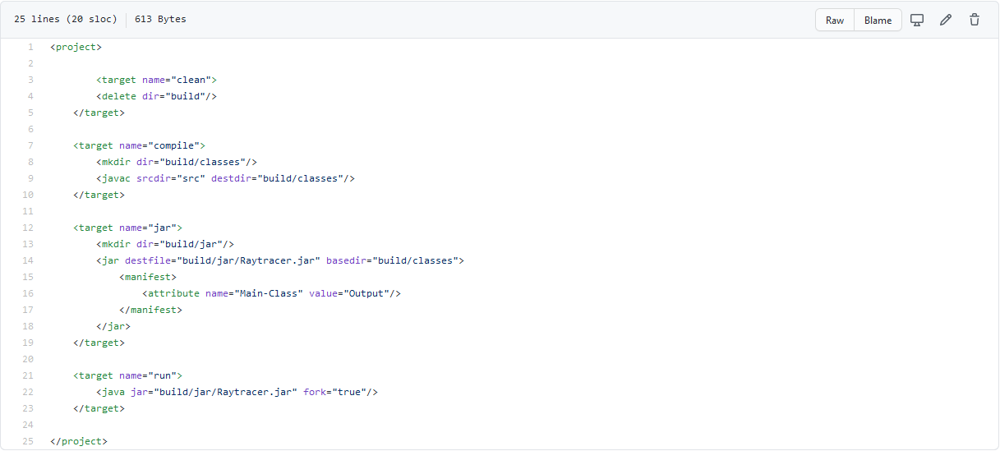 25 lines (20 sloc) 613 Bytes Raw Blame
1 <project>
2
3 <target name="clean">
4 <delete dir="build"/>
5 </target>
6
7 <target name="compile">
8 <mkdir dir="build/classes"/>
9 <javac srcdir="src" destdir="build/classes"/>
10 </target>
11
12 <target name="jar">
13 <mkdir dir="build/jar"/>
14 <jar destfile="build/jar/Raytracer.jar" basedir="build/classes">
15 <manifest>
16 <attribute name="Main-Class" value="Output"/>
17 </manifest>
18 </jar>
19 </target>
20
21 <target name="run">
22 <java jar="build/jar/Raytracer.jar" fork="true"/>
23 </target>
24
25 </project>